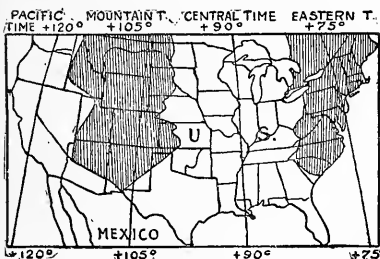 PACIFIC MOUNTAIN T. CENTRAL TIME EASTERN T.
TIME +120° +105° +90° +75°
U. S.
MEXICO
+120° +105° +90° +75